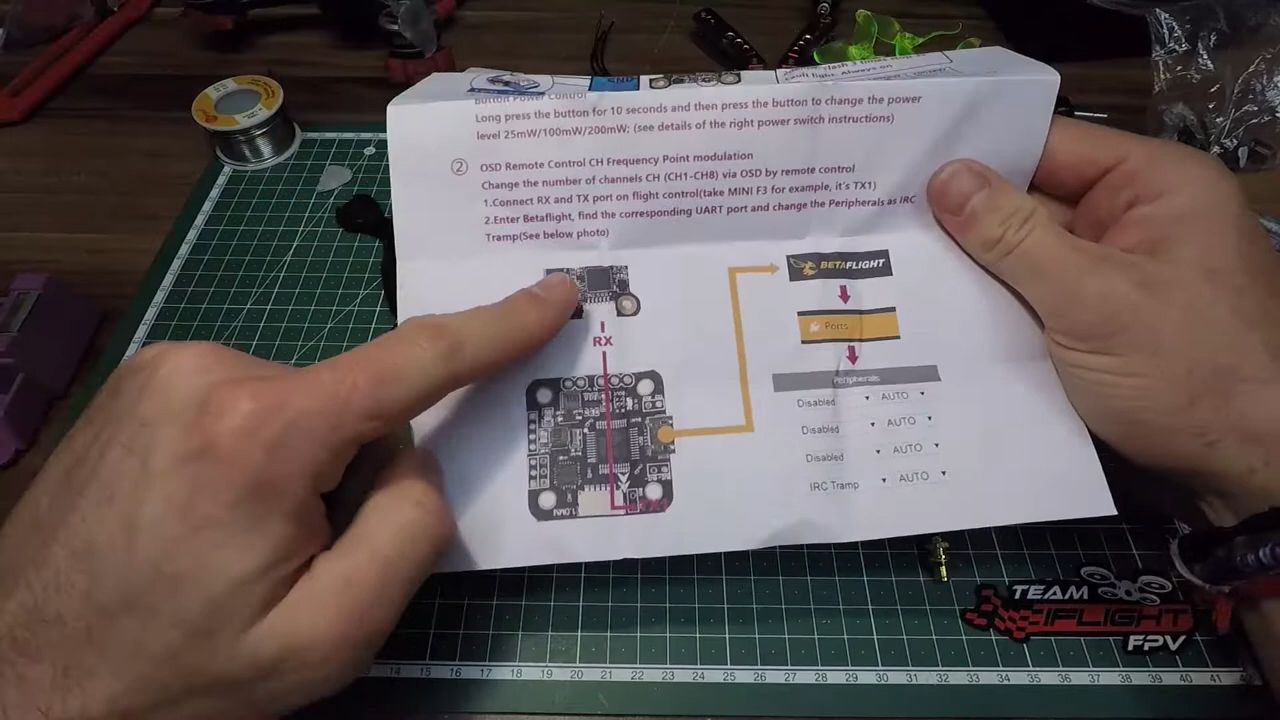 GND
Button Power Control
Long press the button for 10 seconds and then press the button to change the power
level 25mW/100mW/200mW; (see details of the right power switch instructions)
② OSD Remote Control CH Frequency Point modulation
Change the number of channels CH (CH1-CH8) via OSD by remote control
1.Connect RX and TX port on flight control(take MINI F3 for example, it's TX1)
2.Enter Betaflight, find the corresponding UART port and change the Peripherals as IRC
Tramp(See below photo)
BETAFLIGHT
RX
Ports
Peripherals
Disabled AUTO
Disabled AUTO
Disabled AUTO
IRC Tramp AUTO
TX1
TEAM
IFLIGHT
FPV
14 15 16 17 18 19 20 21 22 23 24 25 26 27 28 29 30 31 32 33 34 35 36 37 38 39 40 41